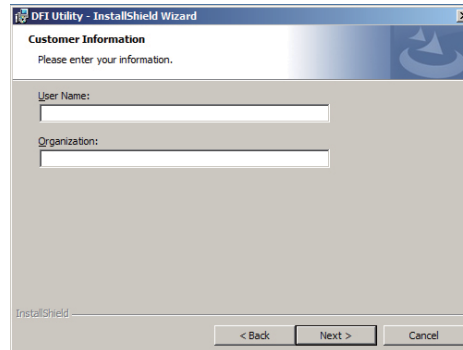 DFI Utility - InstallShield Wizard
Customer Information
Please enter your information.
User Name:
Organization:
InstallShield
< Back Next > Cancel